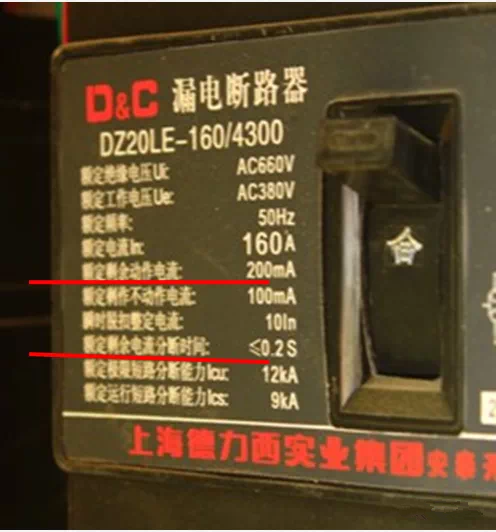 D&C 漏电断路器
DZ20LE-160/4300
额定绝缘电压Ui: AC660V
额定工作电压Ue: AC380V
额定频率: 50Hz
额定电流In: 160A
额定剩余动作电流: 200mA
额定剩余不动作电流: 100mA
瞬时脱扣整定电流: 10In
额定剩余电流分断时间: ≤0.2S
额定极限短路分断能力Icu: 12kA
额定运行短路分断能力Ics: 9kA
合
上海德力西实业集团安泰